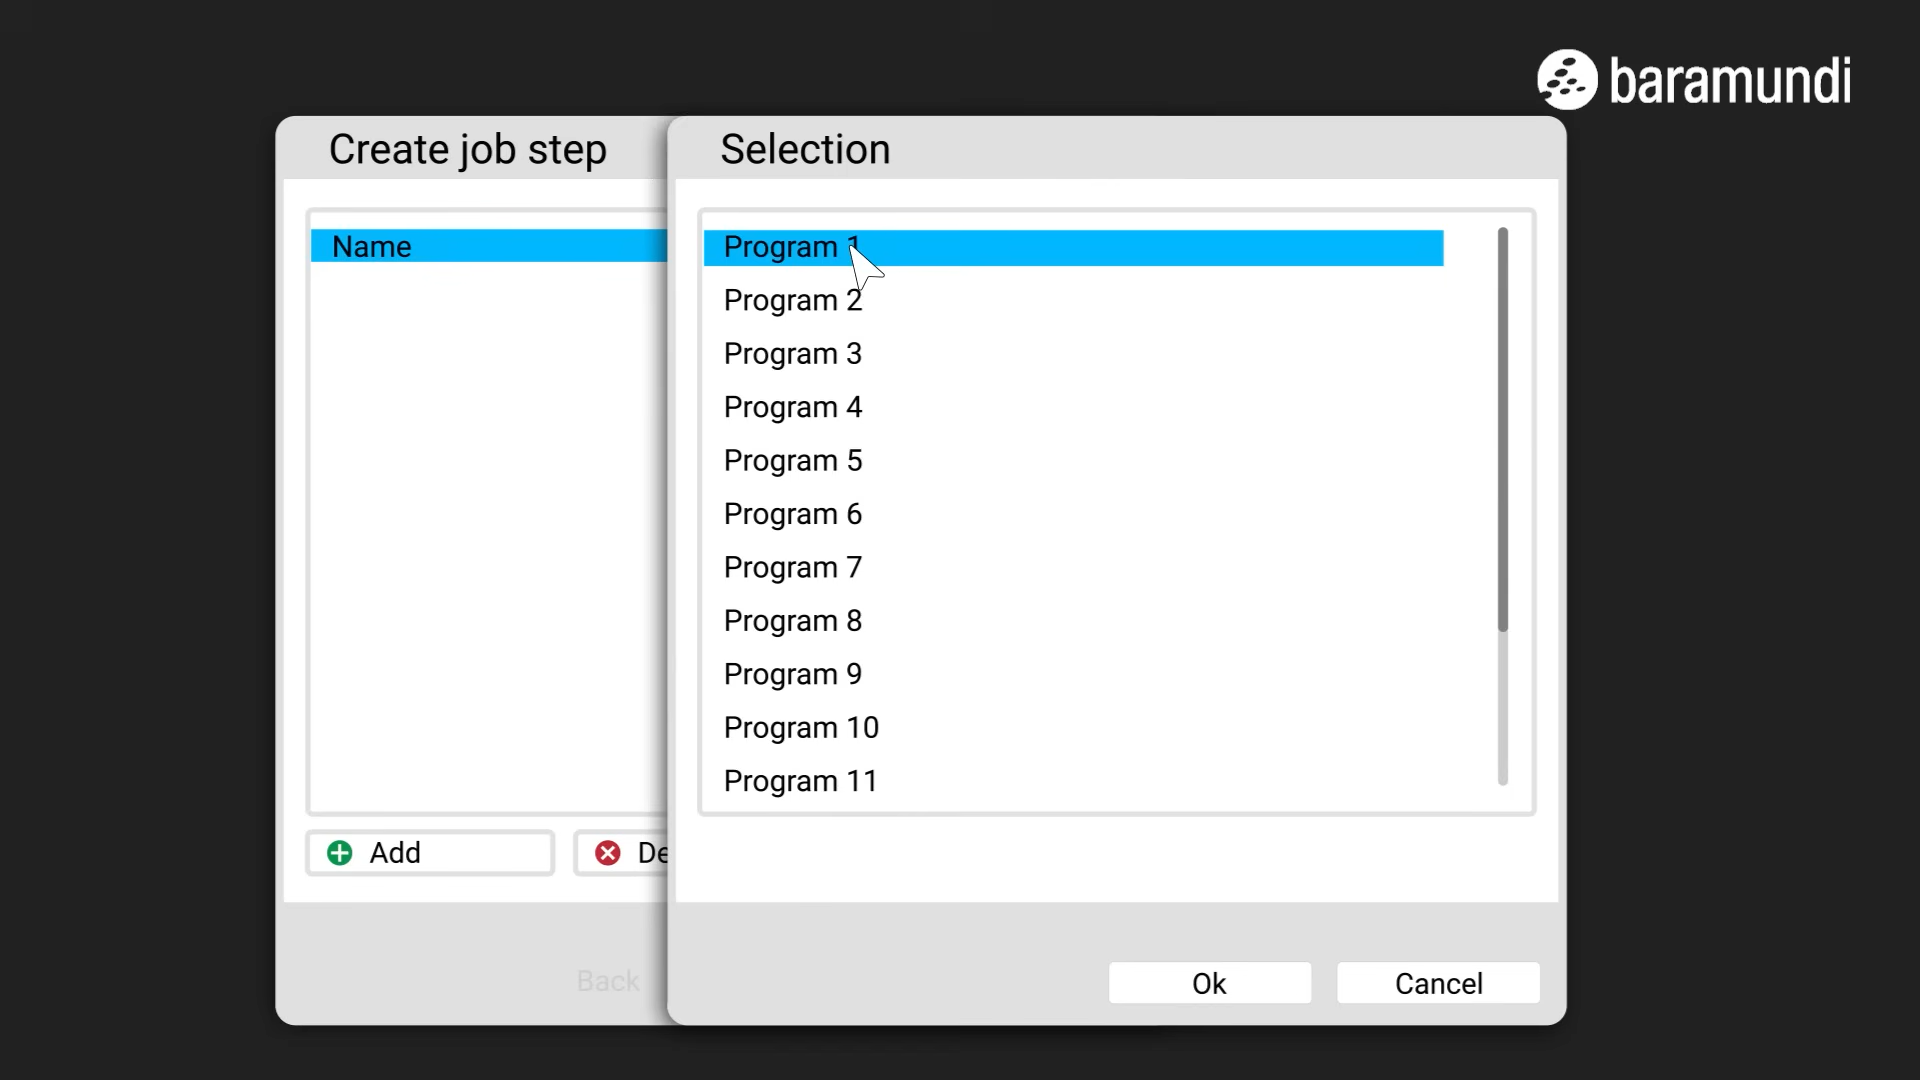 baramundi
Create job step
Name
Add
De
Back
Selection
Program 1
Program 2
Program 3
Program 4
Program 5
Program 6
Program 7
Program 8
Program 9
Program 10
Program 11
Ok
Cancel